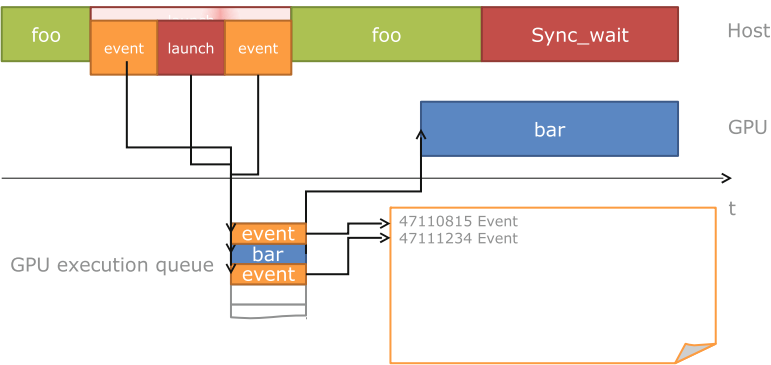 foo
event
launch
event
foo
Sync_wait
Host
bar
GPU
t
event
bar
event
GPU execution queue
47110815 Event
47111234 Event